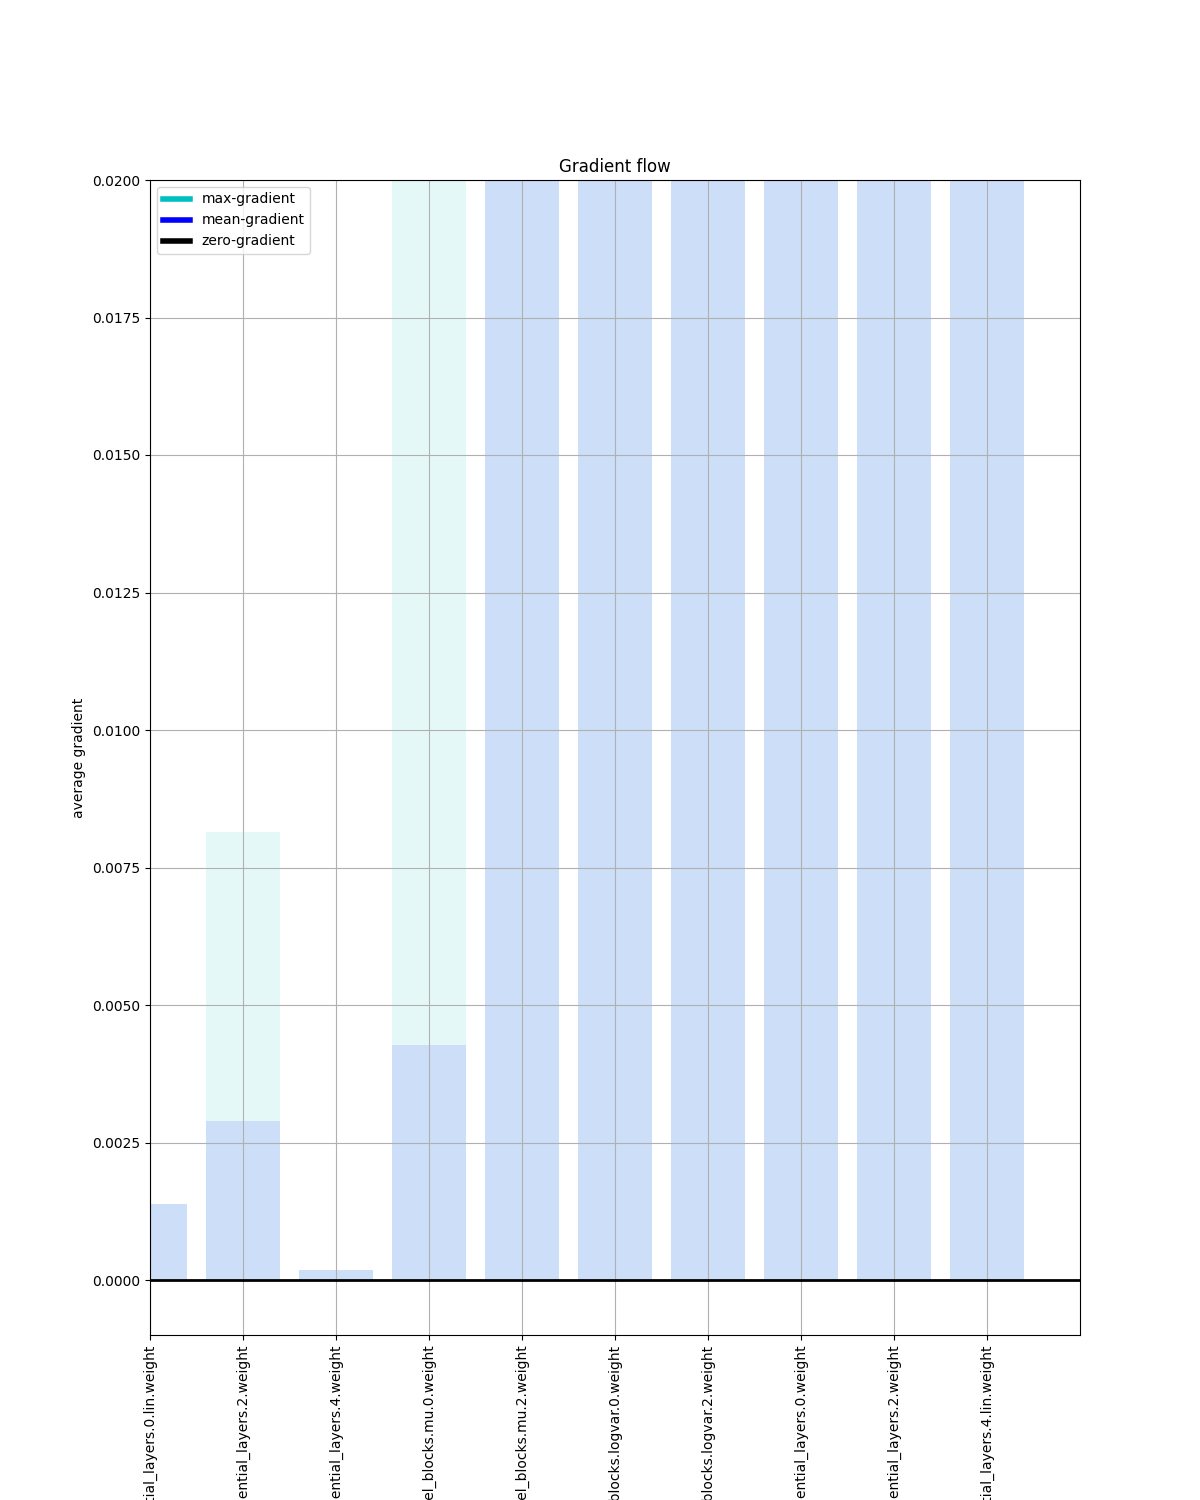 Gradient flow
max-gradient
mean-gradient
zero-gradient
average gradient
0.0200
0.0175
0.0150
0.0125
0.0100
0.0075
0.0050
0.0025
0.0000
tial_layers.0.lin.weight
ential_layers.2.weight
ential_layers.4.weight
el_blocks.mu.0.weight
el_blocks.mu.2.weight
blocks.logvar.0.weight
blocks.logvar.2.weight
ential_layers.0.weight
ential_layers.2.weight
tial_layers.4.lin.weight